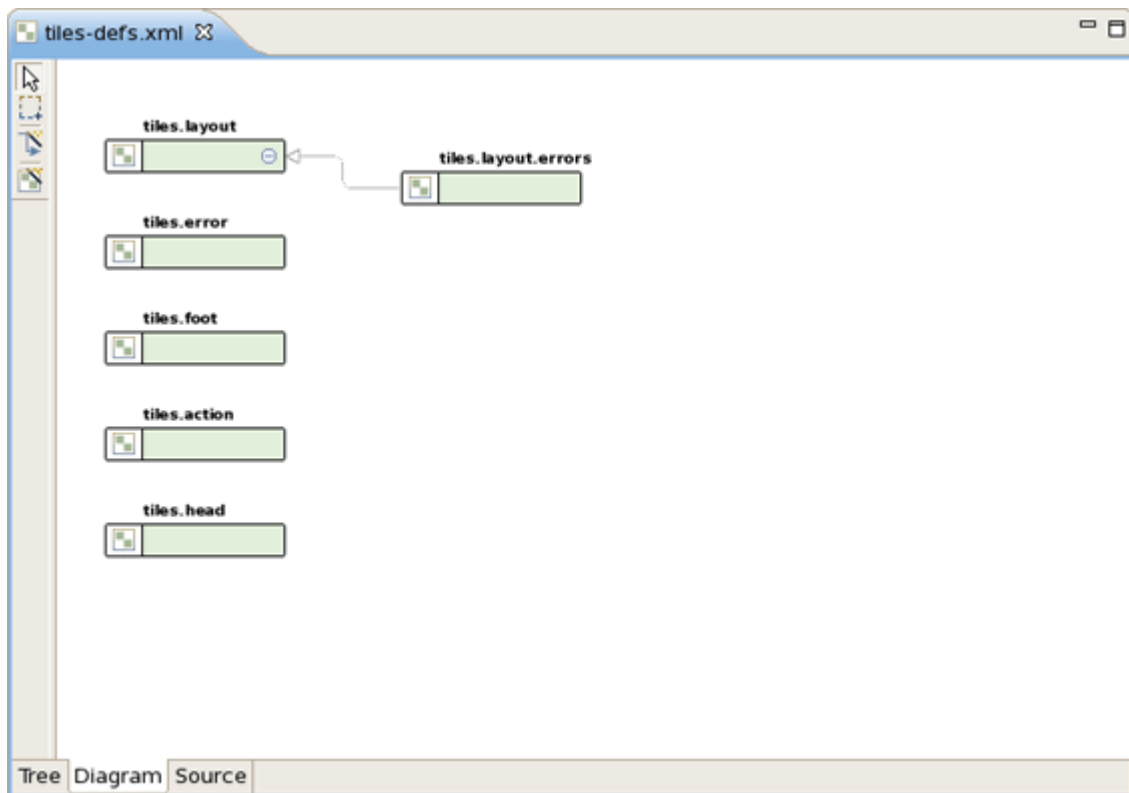 tiles-defs.xml
tiles.layout
tiles.layout.errors
tiles.error
tiles.foot
tiles.action
tiles.head
Tree Diagram Source